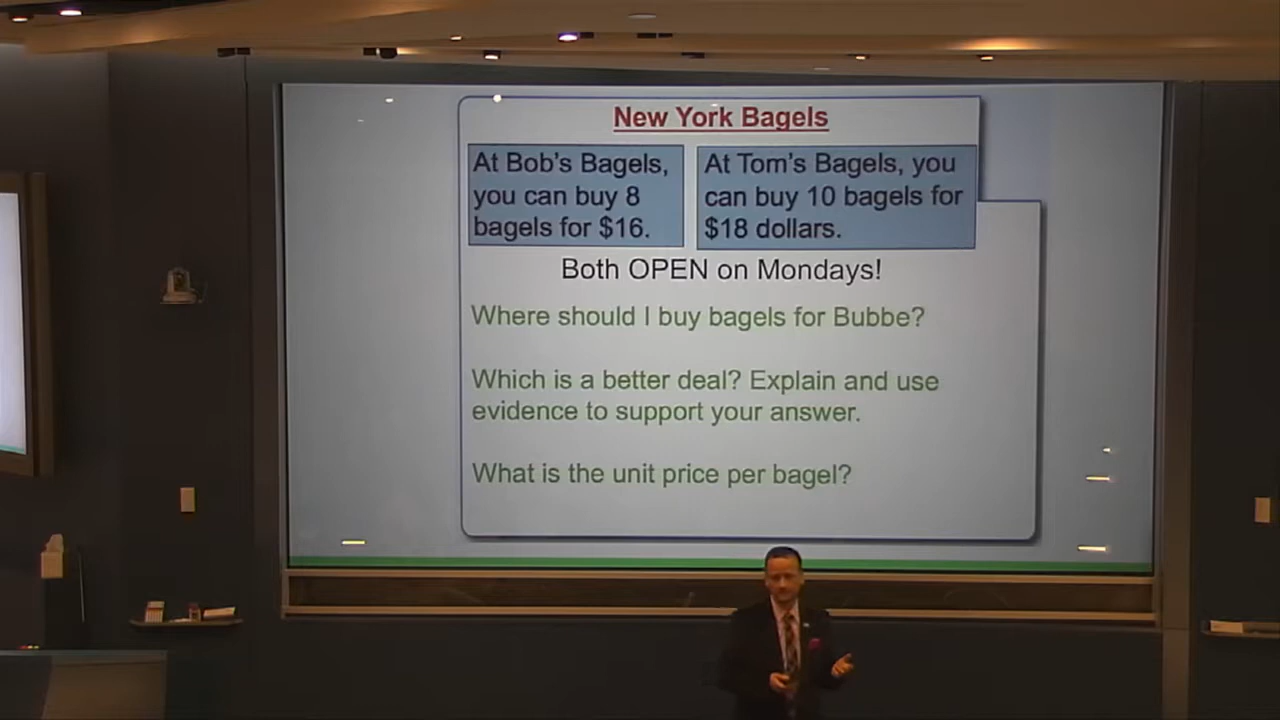 New York Bagels
At Bob's Bagels,
you can buy 8
bagels for $16.
At Tom's Bagels, you
can buy 10 bagels for
$18 dollars.
Both OPEN on Mondays!
Where should I buy bagels for Bubbe?
Which is a better deal? Explain and use
evidence to support your answer.
What is the unit price per bagel?